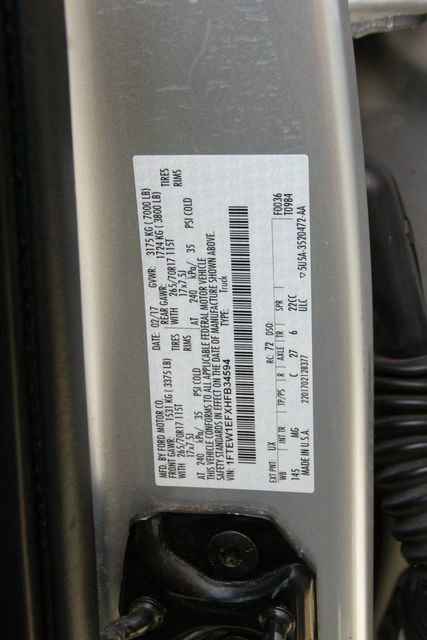 MFD. BY FORD MOTOR CO.
DATE: 02/17 GVWR: 3175 KG (7000 LB)
FRONT GAWR: 1531 KG (3375 LB) REAR GAWR: 1724 KG (3800 LB)
265/70R17 115T TIRES WITH 265/70R17 115T TIRES
17x7.5J RIMS 17x7.5J RIMS
AT 240 kPa/ 35 PSI COLD AT 240 kPa/ 35 PSI COLD
THIS VEHICLE CONFORMS TO ALL APPLICABLE FEDERAL MOTOR VEHICLE
SAFETY STANDARDS IN EFFECT ON THE DATE OF MANUFACTURE SHOWN ABOVE.
VIN: 1FTEW1EFXHFB34594 TYPE: Truck
F0036
T0984
EXT PNT: UX RC: 72 DSO:
WB INT TR TP/PS R AXLE TR SPR
145 MG C 27 6 22CC
ULC
MADE IN U.S.A. 2201702128377 5U5A-3520472-AA